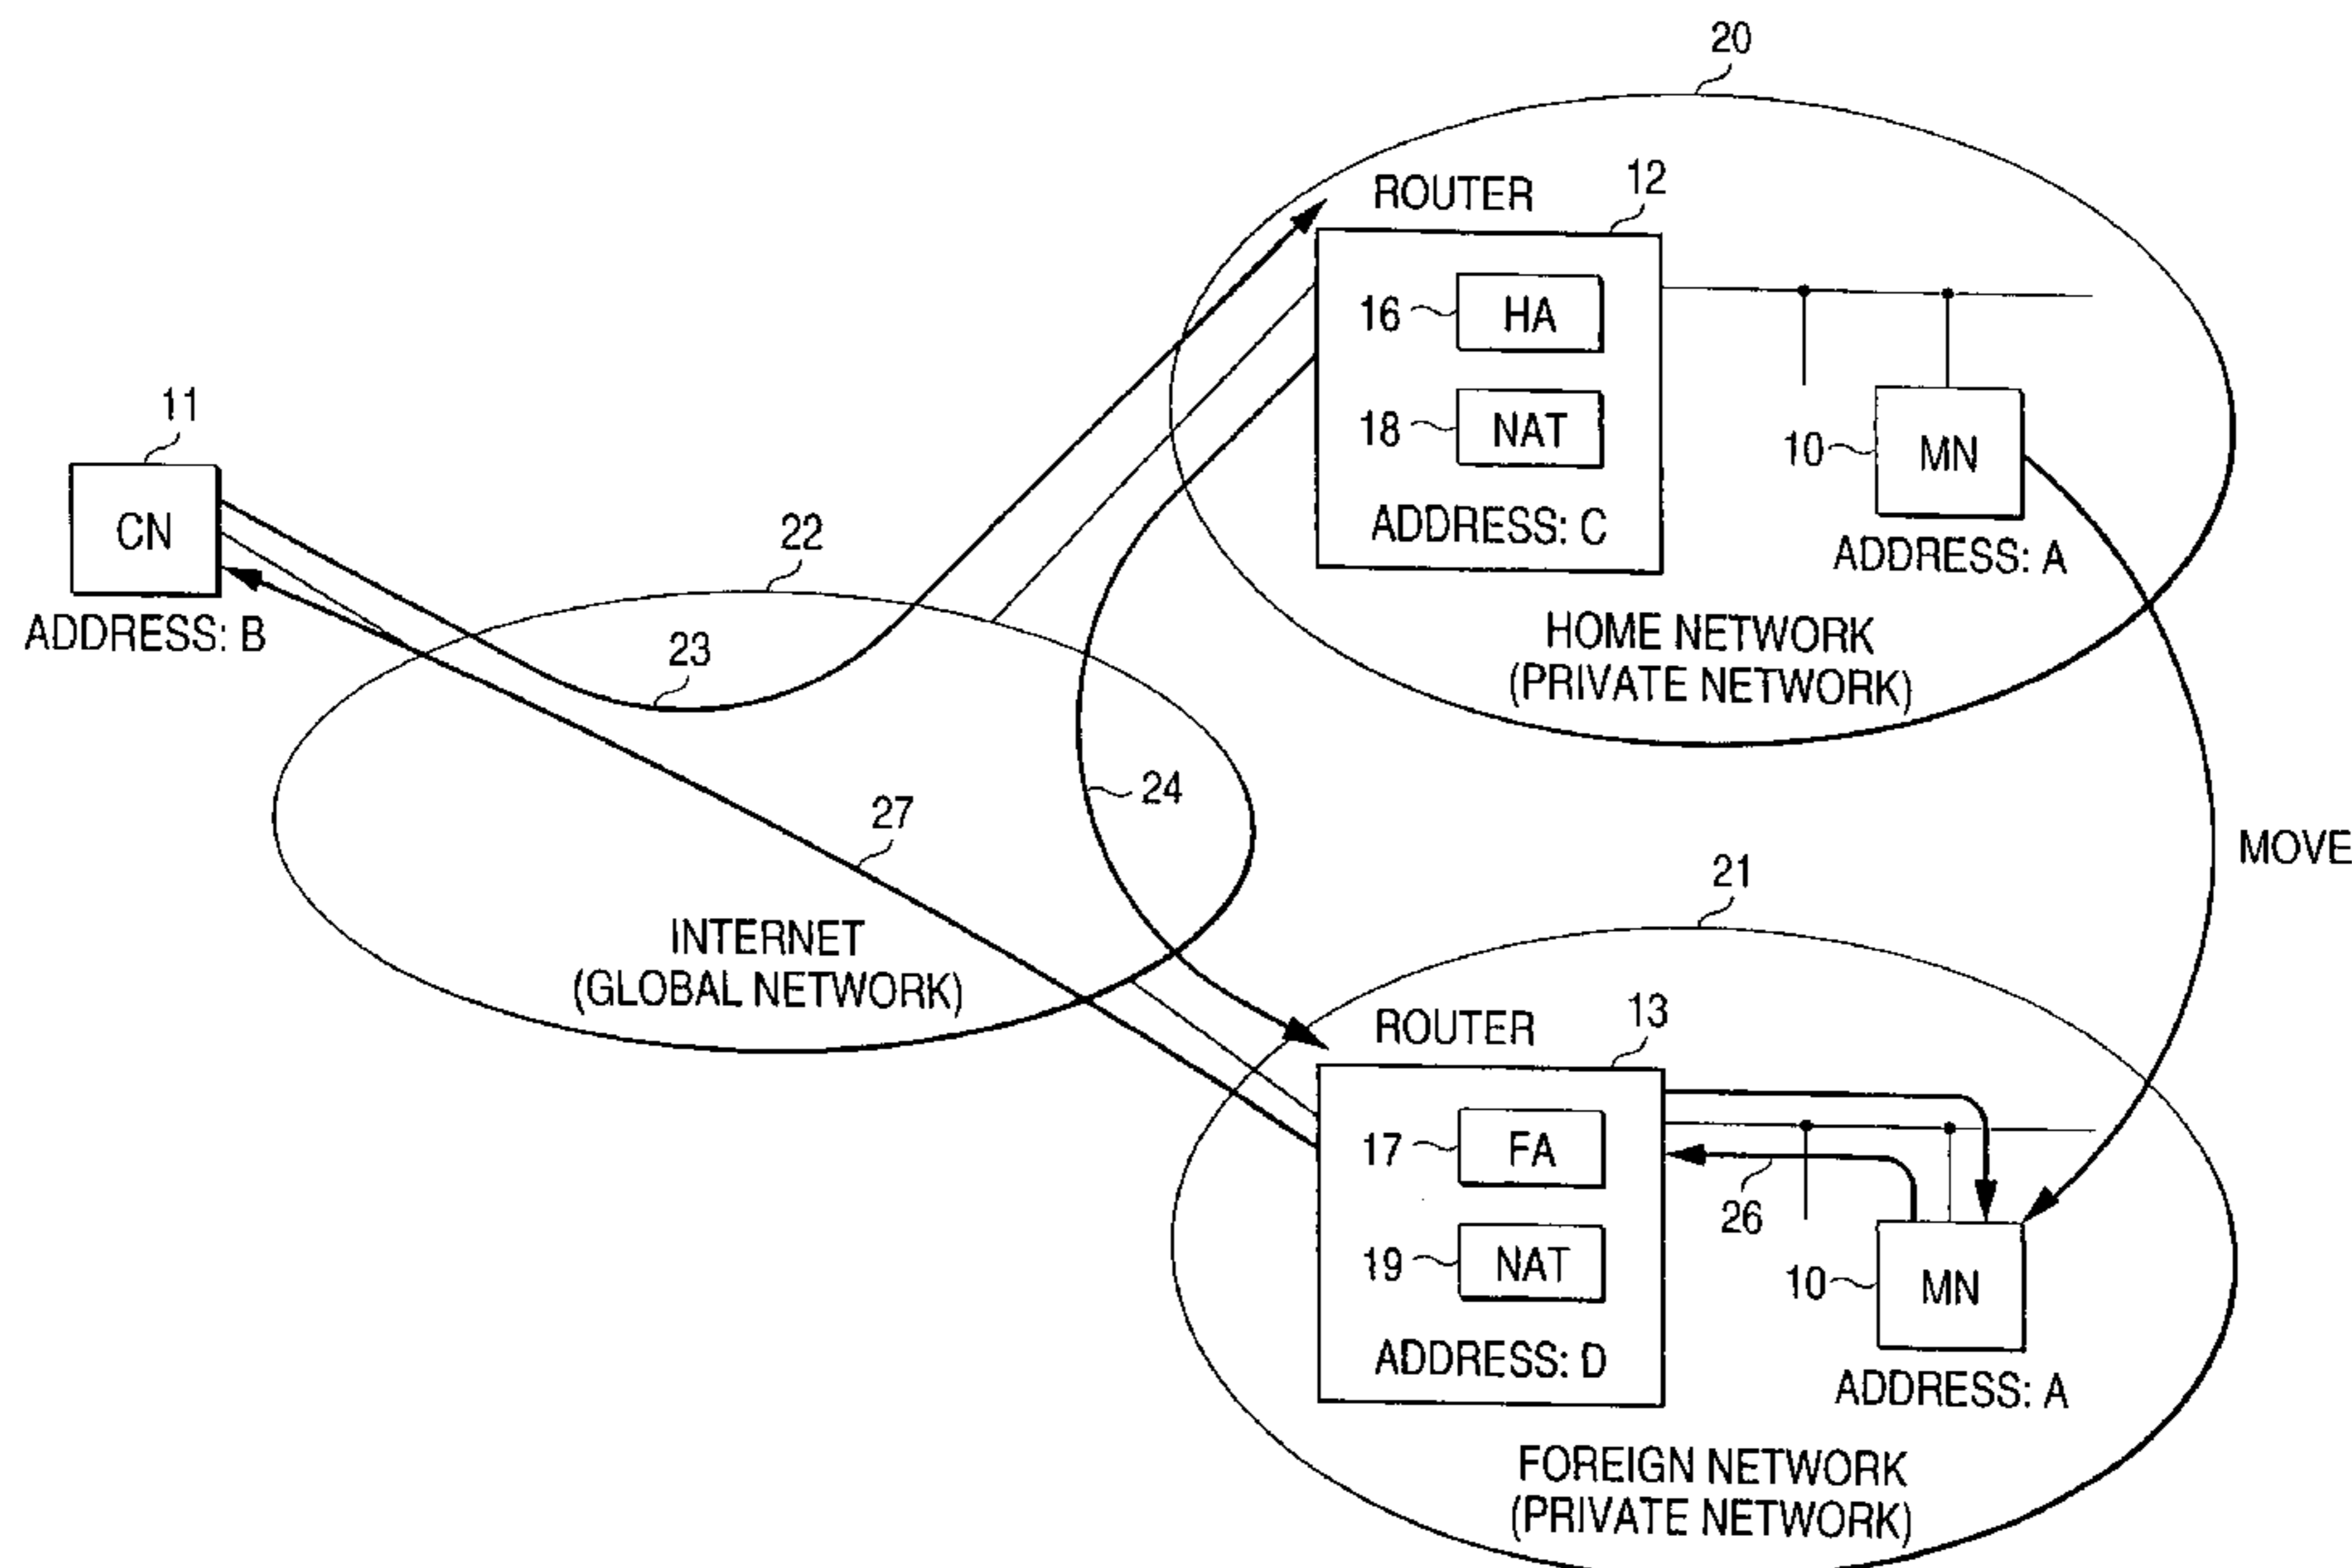 20
ROUTER
12
16
HA
18
NAT
ADDRESS: C
10
MN
ADDRESS: A
HOME NETWORK
(PRIVATE NETWORK)
11
CN
ADDRESS: B
22
23
24
27
INTERNET
(GLOBAL NETWORK)
MOVE
21
ROUTER
13
17
FA
19
NAT
ADDRESS: D
26
10
MN
ADDRESS: A
FOREIGN NETWORK
(PRIVATE NETWORK)